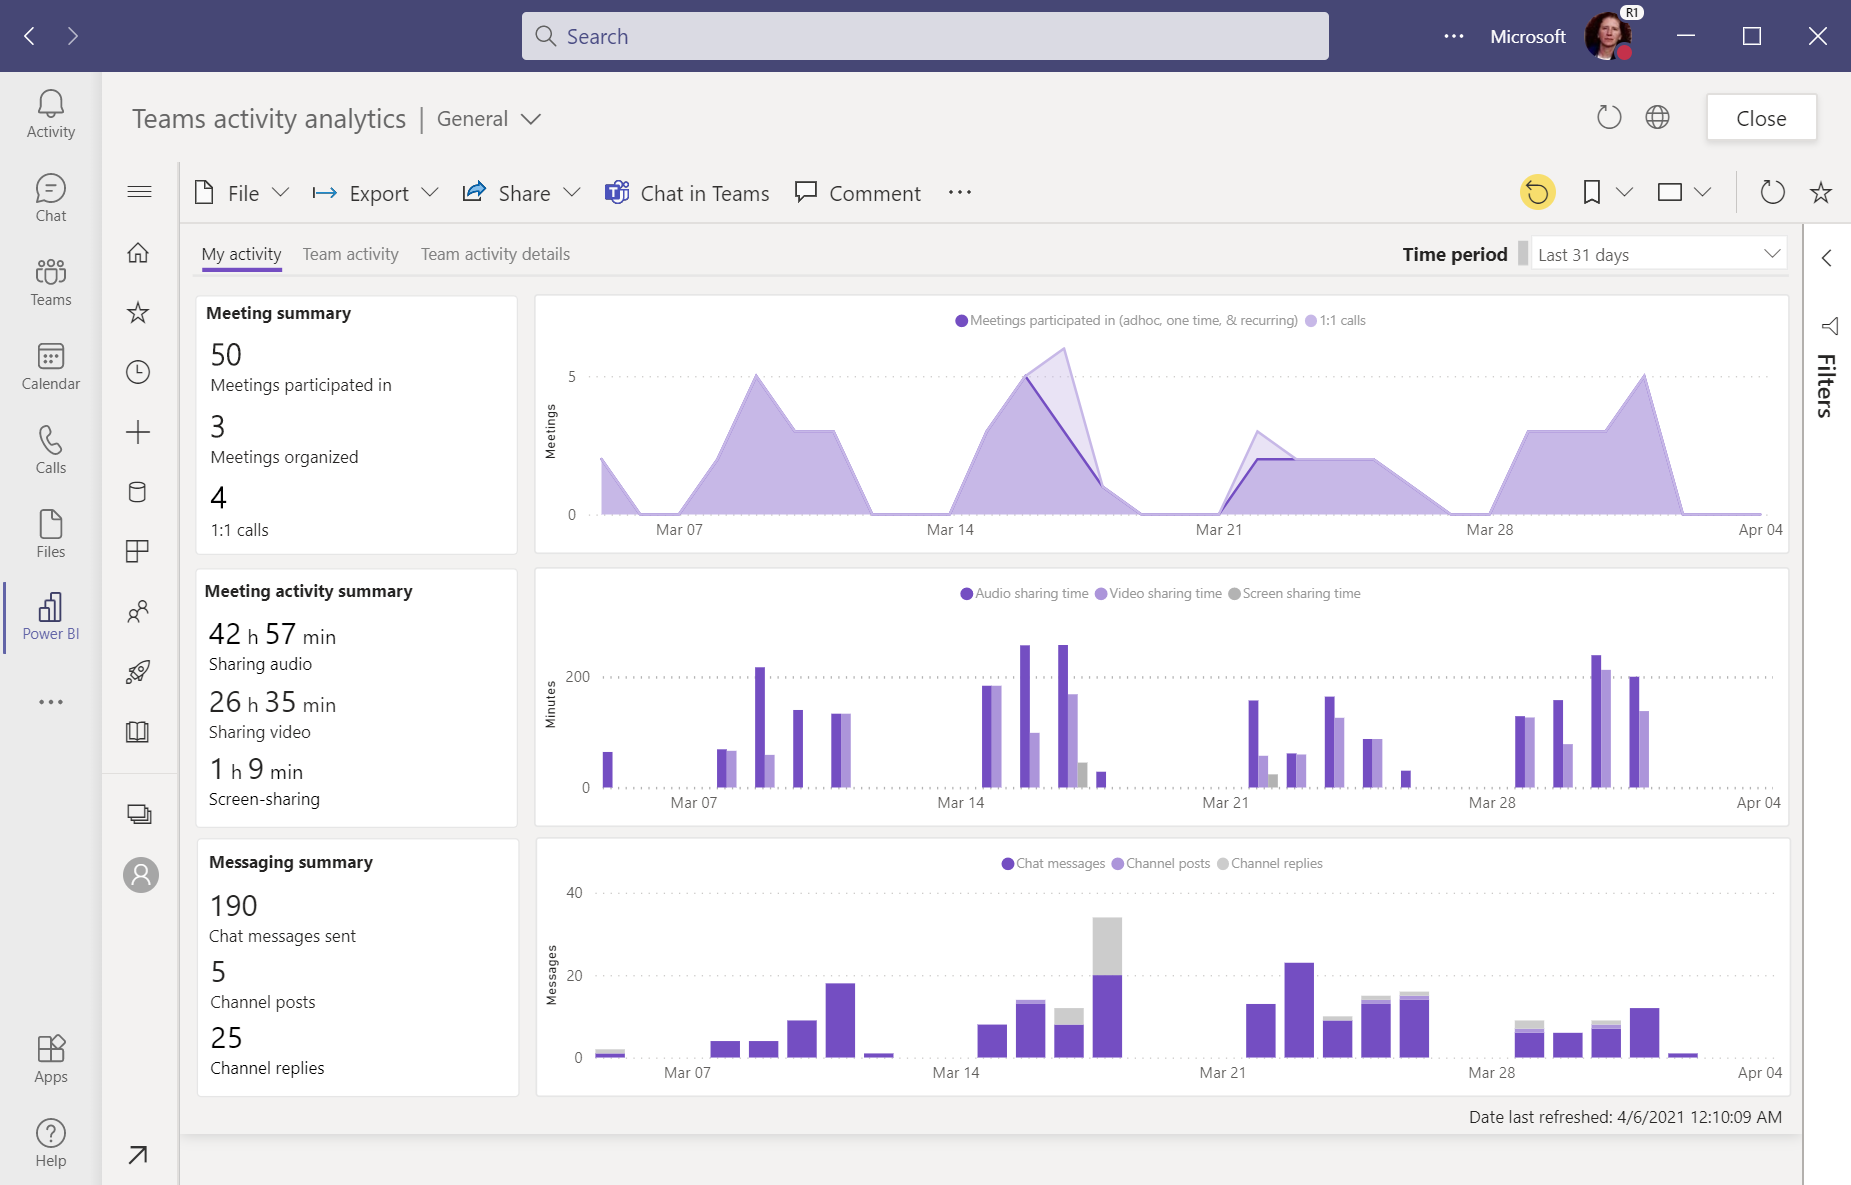 Search
Microsoft
R1
Activity
Chat
Teams
Calendar
Calls
Files
Power BI
Apps
Help
Teams activity analytics | General
Close
File
Export
Share
Chat in Teams
Comment
My activity
Team activity
Team activity details
Time period
Last 31 days
Filters
Meeting summary
50
Meetings participated in
3
Meetings organized
4
1:1 calls
Meetings participated in (adhoc, one time, & recurring)
1:1 calls
Meetings
5
0
Mar 07
Mar 14
Mar 21
Mar 28
Apr 04
Meeting activity summary
42 h 57 min
Sharing audio
26 h 35 min
Sharing video
1 h 9 min
Screen-sharing
Audio sharing time
Video sharing time
Screen sharing time
Minutes
200
0
Mar 07
Mar 14
Mar 21
Mar 28
Apr 04
Messaging summary
190
Chat messages sent
5
Channel posts
25
Channel replies
Chat messages
Channel posts
Channel replies
Messages
40
20
0
Mar 07
Mar 14
Mar 21
Mar 28
Apr 04
Date last refreshed: 4/6/2021 12:10:09 AM